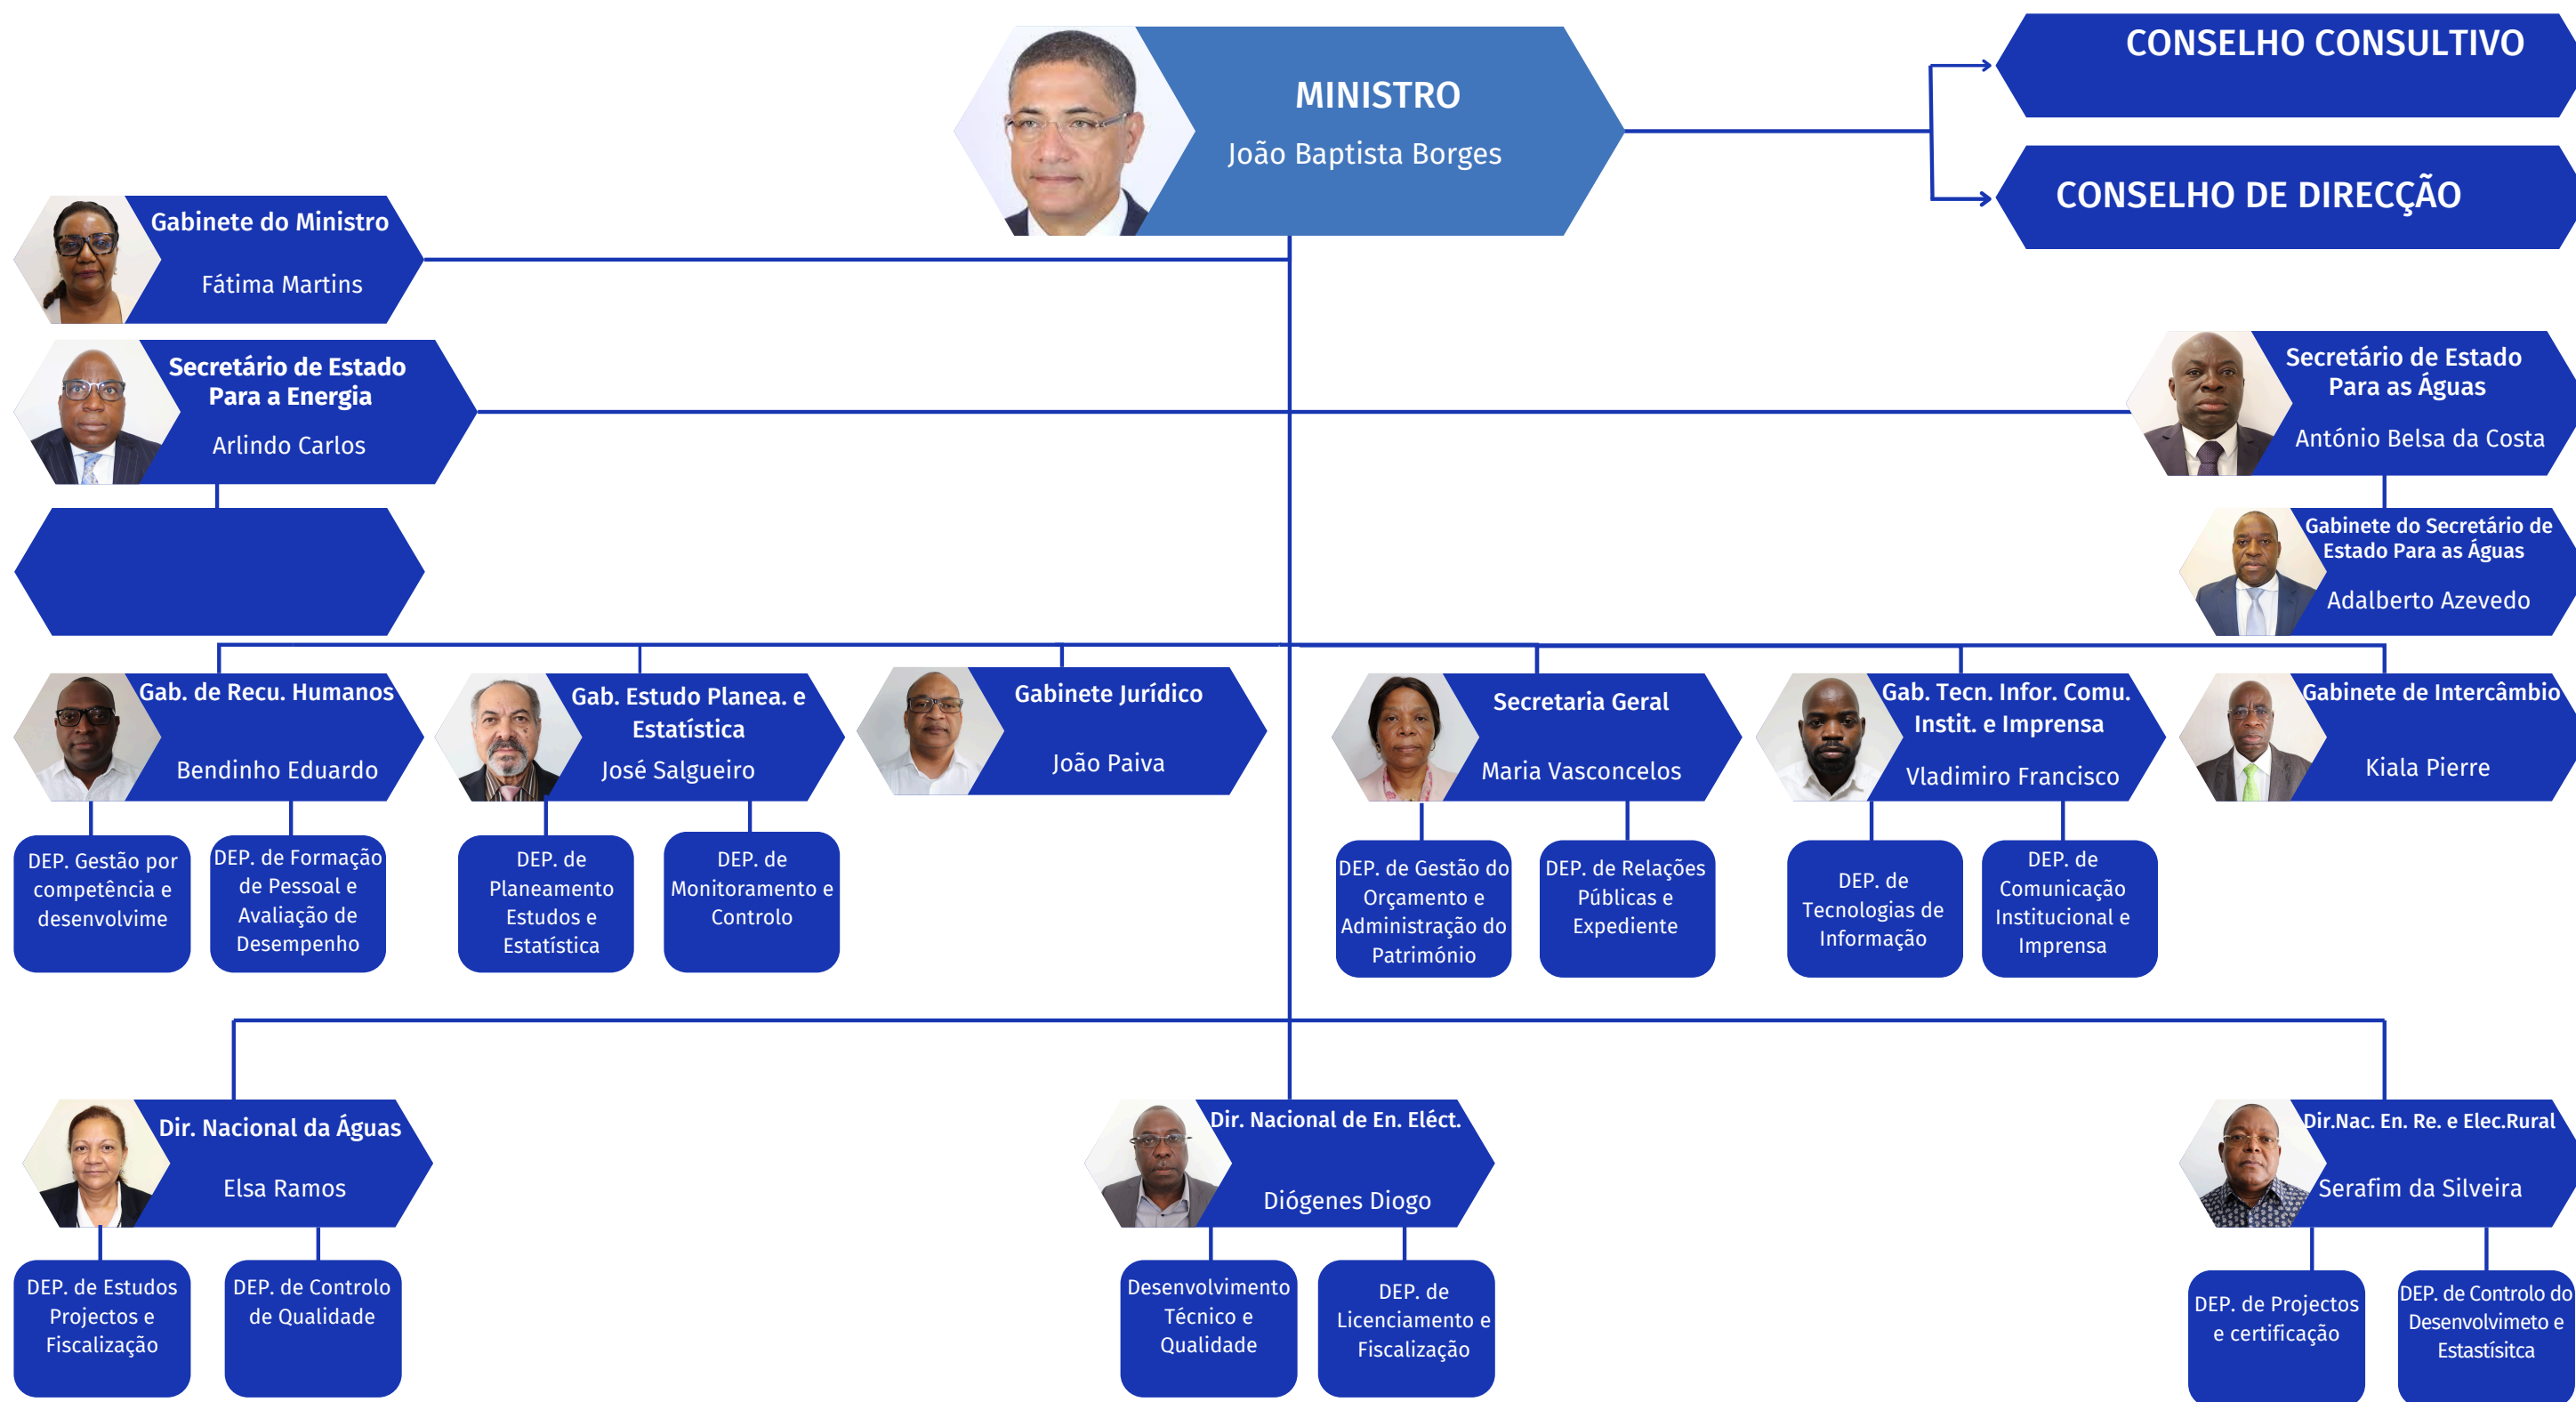 CONSELHO CONSULTIVO
MINISTRO
João Baptista Borges
CONSELHO DE DIRECÇÃO
Gabinete do Ministro
Fátima Martins
Secretário de Estado
Para a Energia
Arlindo Carlos
Secretário de Estado
Para as Águas
António Belsa da Costa
Gabinete do Secretário de
Estado Para as Águas
Adalberto Azevedo
Gab. de Recu. Humanos
Bendinho Eduardo
Gab. Estudo Planea. e
Estatística
José Salgueiro
Gabinete Jurídico
João Paiva
Secretaria Geral
Maria Vasconcelos
Gab. Tecn. Infor. Comu.
Instit. e Imprensa
Vladimiro Francisco
Gabinete de Intercâmbio
Kiala Pierre
DEP. Gestão por
competência e
desenvolvime
DEP. de Formação
de Pessoal e
Avaliação de
Desempenho
DEP. de
Planeamento
Estudos e
Estatística
DEP. de
Monitoramento e
Controlo
DEP. de Gestão do
Orçamento e
Administração do
Património
DEP. de Relações
Públicas e
Expediente
DEP. de
Tecnologias de
Informação
DEP. de
Comunicação
Institucional e
Imprensa
Dir. Nacional da Águas
Elsa Ramos
Dir. Nacional de En. Eléct.
Diógenes Diogo
Dir.Nac. En. Re. e Elec.Rural
Serafim da Silveira
DEP. de Estudos
Projectos e
Fiscalização
DEP. de Controlo
de Qualidade
Desenvolvimento
Técnico e
Qualidade
DEP. de
Licenciamento e
Fiscalização
DEP. de Projectos
e certificação
DEP. de Controlo do
Desenvolvimeto e
Estastísitca